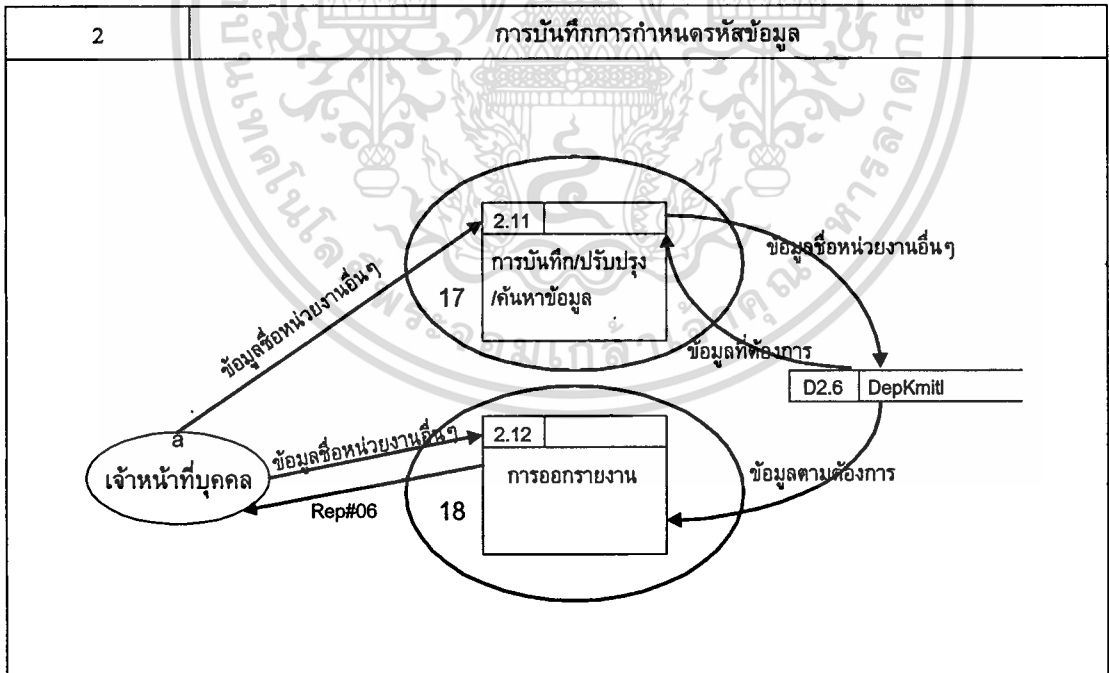 2 การบันทึกการกำหนดรหัสข้อมูล
2.11
การบันทึก/ปรับปรุง
/ค้นหาข้อมูล
17
ข้อมูลชื่อหน่วยงานอื่นๆ
ข้อมูลชื่อหน่วยงานอื่นๆ
ข้อมูลที่ต้องการ
D2.6 DepKmitl
a
เจ้าหน้าที่บุคคล
ข้อมูลชื่อหน่วยงานอื่นๆ
2.12
การออกรายงาน
18
Rep#06
ข้อมูลตามต้องการ